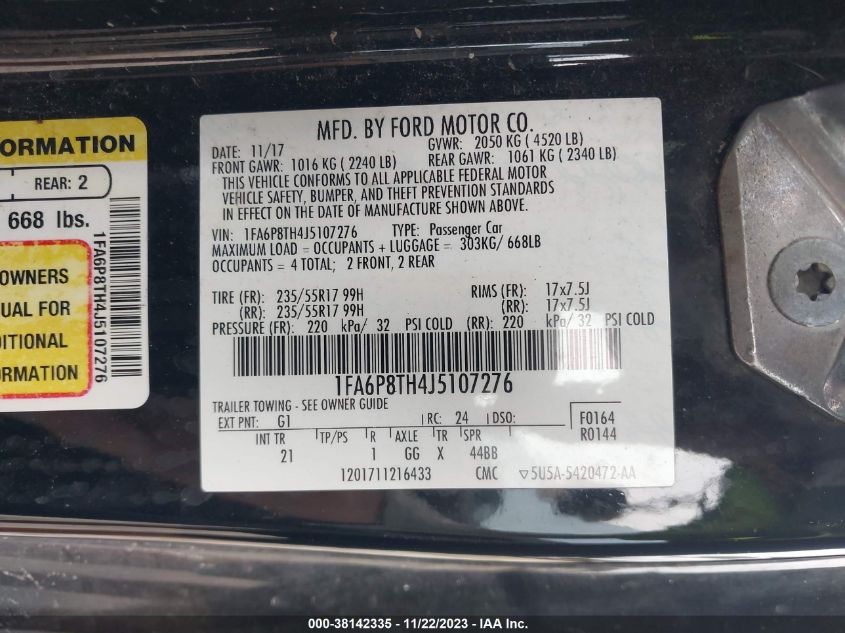 ORMATION
REAR: 2
668 lbs.
OWNERS
UAL FOR
DITIONAL
ORMATION
1FA6P8TH4J5107276
MFD. BY FORD MOTOR CO.
DATE: 11/17 GVWR: 2050 KG ( 4520 LB)
FRONT GAWR: 1016 KG ( 2240 LB) REAR GAWR: 1061 KG ( 2340 LB)
THIS VEHICLE CONFORMS TO ALL APPLICABLE FEDERAL MOTOR
VEHICLE SAFETY, BUMPER, AND THEFT PREVENTION STANDARDS
IN EFFECT ON THE DATE OF MANUFACTURE SHOWN ABOVE.
VIN: 1FA6P8TH4J5107276 TYPE: Passenger Car
MAXIMUM LOAD = OCCUPANTS + LUGGAGE = 303KG/ 668LB
OCCUPANTS = 4 TOTAL; 2 FRONT, 2 REAR
TIRE (FR): 235/55R17 99H RIMS (FR): 17x7.5J
(RR): 235/55R17 99H (RR): 17x7.5J
PRESSURE (FR): 220 kPa/ 32 PSI COLD (RR): 220 kPa/ 32 PSI COLD
1FA6P8TH4J5107276
TRAILER TOWING - SEE OWNER GUIDE
EXT PNT: G1 RC: 24 DSO: F0164
R0144
INT TR TP/PS R AXLE TR SPR
21 1 GG X 44BB
1201711216433 CMC ▽5U5A-5420472-AA
000-38142335 - 11/22/2023 - IAA Inc.